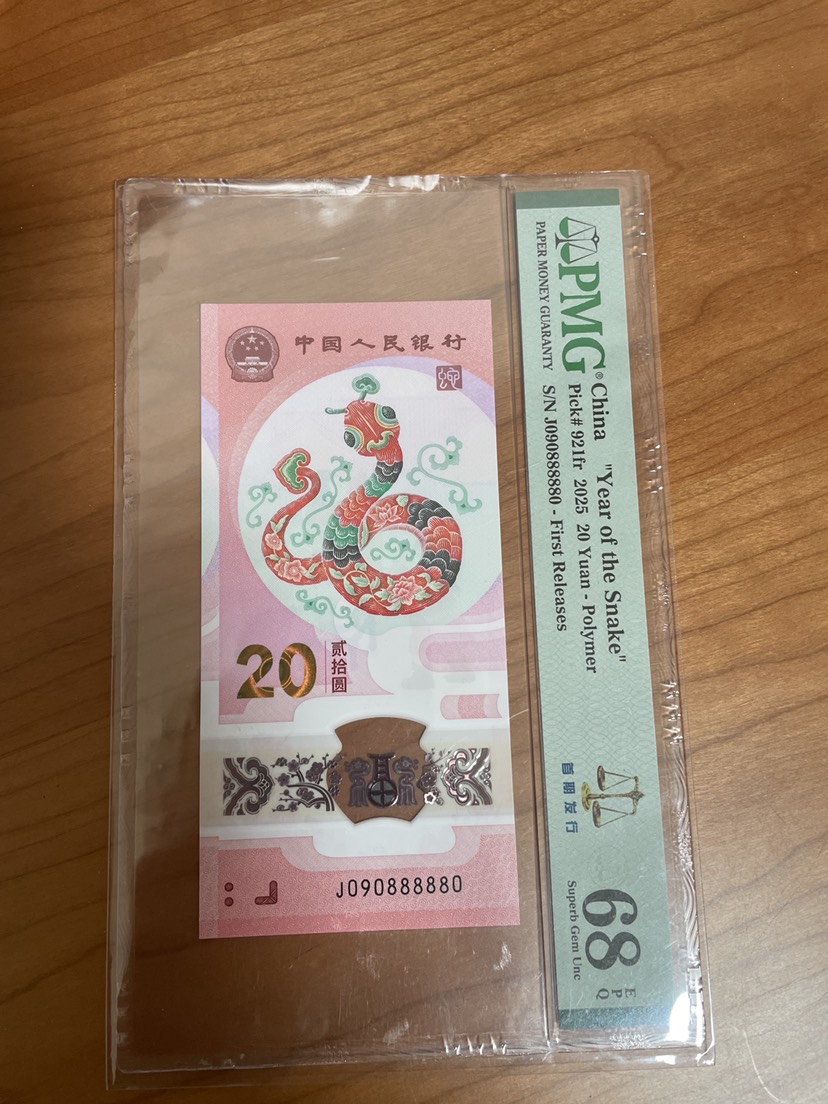 中国人民银行
20
贰拾圆
J090888880
PMG®
PAPER MONEY GUARANTY
China "Year of the Snake"
Pick# 921fr 2025 20 Yuan - Polymer
S/N J090888880 - First Releases
首期发行
68 EPQ
Superb Gem Unc